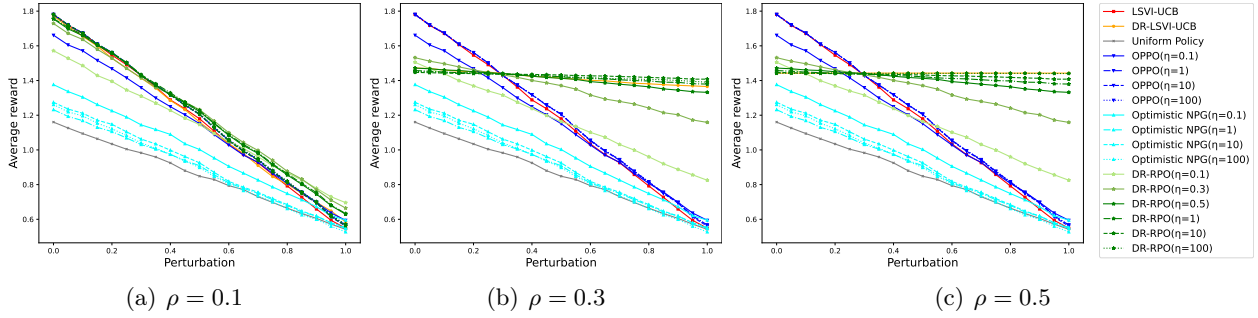 1.8
1.6
1.4
1.2
1.0
0.8
0.6
Average reward
0.0 0.2 0.4 0.6 0.8 1.0
Perturbation
(a) ρ = 0.1
1.8
1.6
1.4
1.2
1.0
0.8
0.6
Average reward
0.0 0.2 0.4 0.6 0.8 1.0
Perturbation
(b) ρ = 0.3
1.8
1.6
1.4
1.2
1.0
0.8
0.6
Average reward
0.0 0.2 0.4 0.6 0.8 1.0
Perturbation
(c) ρ = 0.5
LSVI-UCB
DR-LSVI-UCB
Uniform Policy
OPPO(η=0.1)
OPPO(η=1)
OPPO(η=10)
OPPO(η=100)
Optimistic NPG(η=0.1)
Optimistic NPG(η=1)
Optimistic NPG(η=10)
Optimistic NPG(η=100)
DR-RPO(η=0.1)
DR-RPO(η=0.3)
DR-RPO(η=0.5)
DR-RPO(η=1)
DR-RPO(η=10)
DR-RPO(η=100)